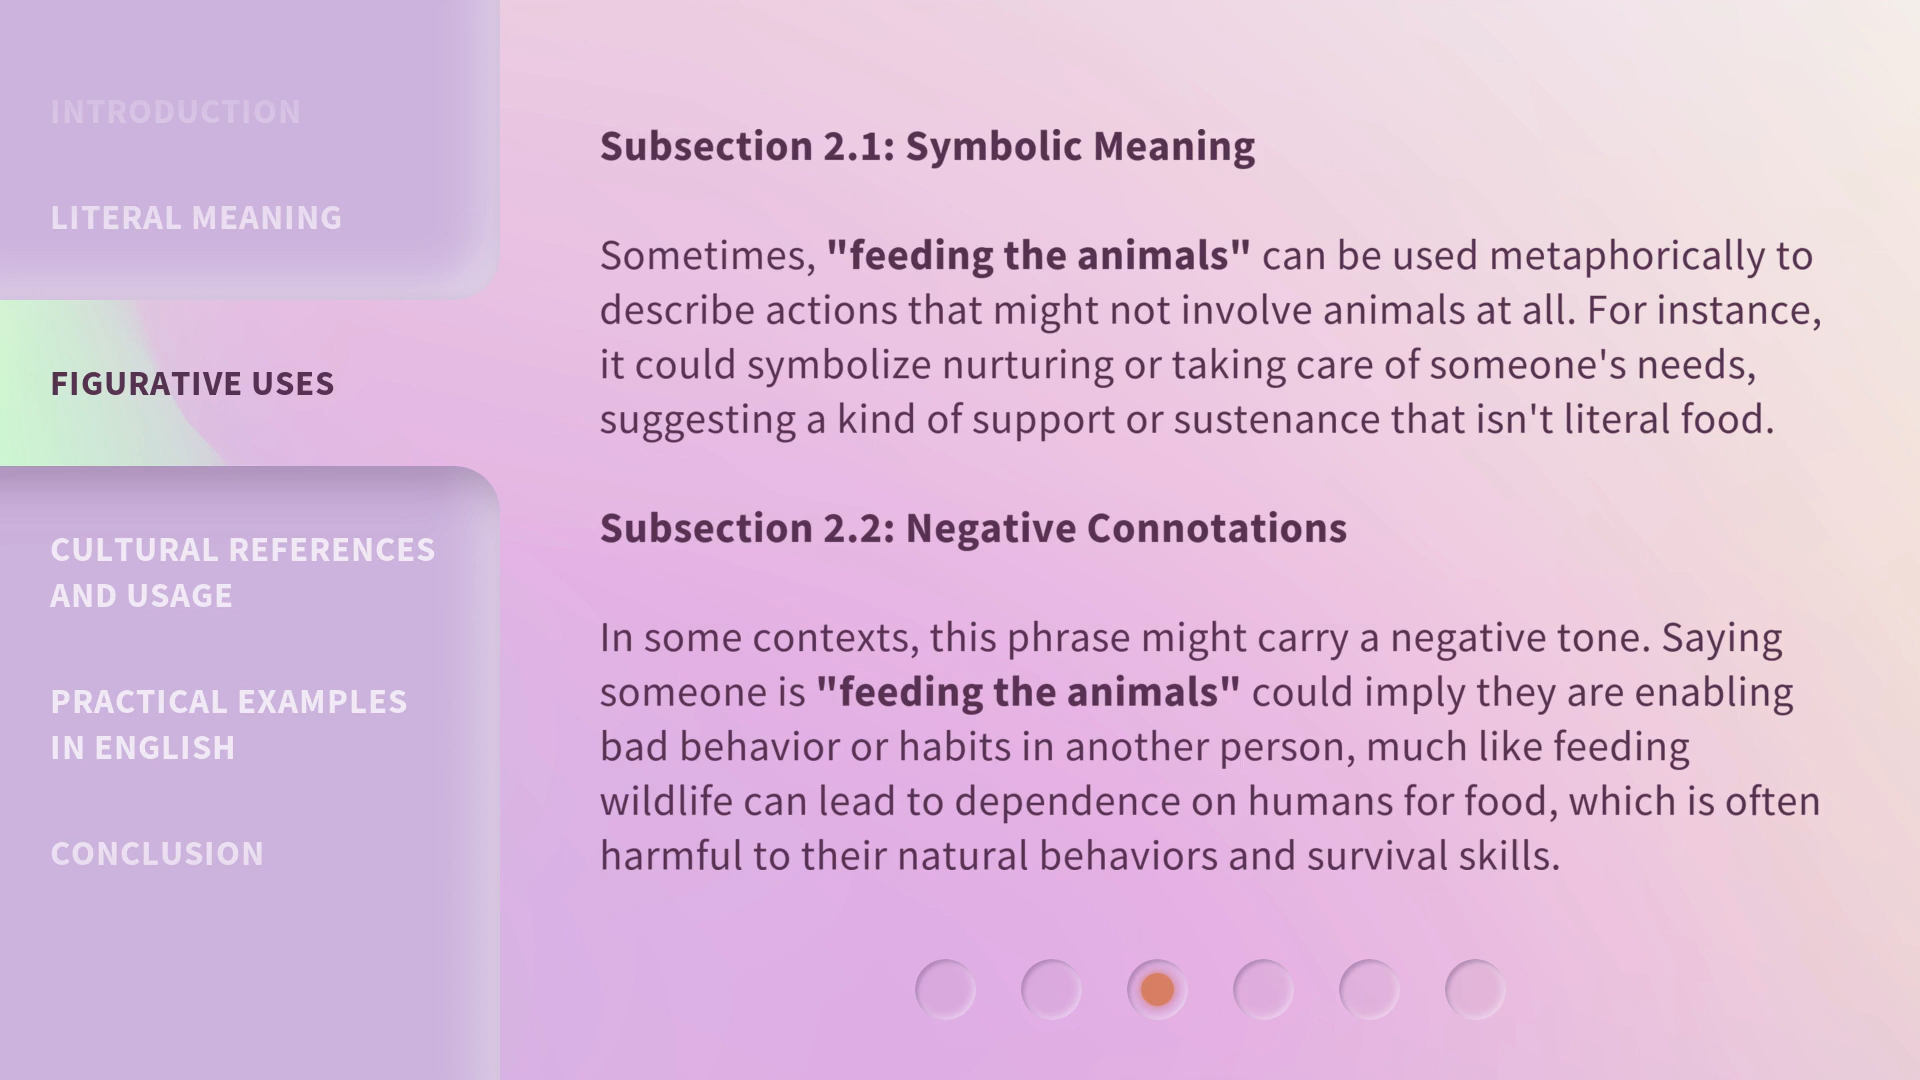 INTRODUCTION
LITERAL MEANING
FIGURATIVE USES
CULTURAL REFERENCES
AND USAGE
PRACTICAL EXAMPLES
IN ENGLISH
CONCLUSION
Subsection 2.1: Symbolic Meaning
Sometimes, "feeding the animals" can be used metaphorically to
describe actions that might not involve animals at all. For instance,
it could symbolize nurturing or taking care of someone's needs,
suggesting a kind of support or sustenance that isn't literal food.
Subsection 2.2: Negative Connotations
In some contexts, this phrase might carry a negative tone. Saying
someone is "feeding the animals" could imply they are enabling
bad behavior or habits in another person, much like feeding
wildlife can lead to dependence on humans for food, which is often
harmful to their natural behaviors and survival skills.